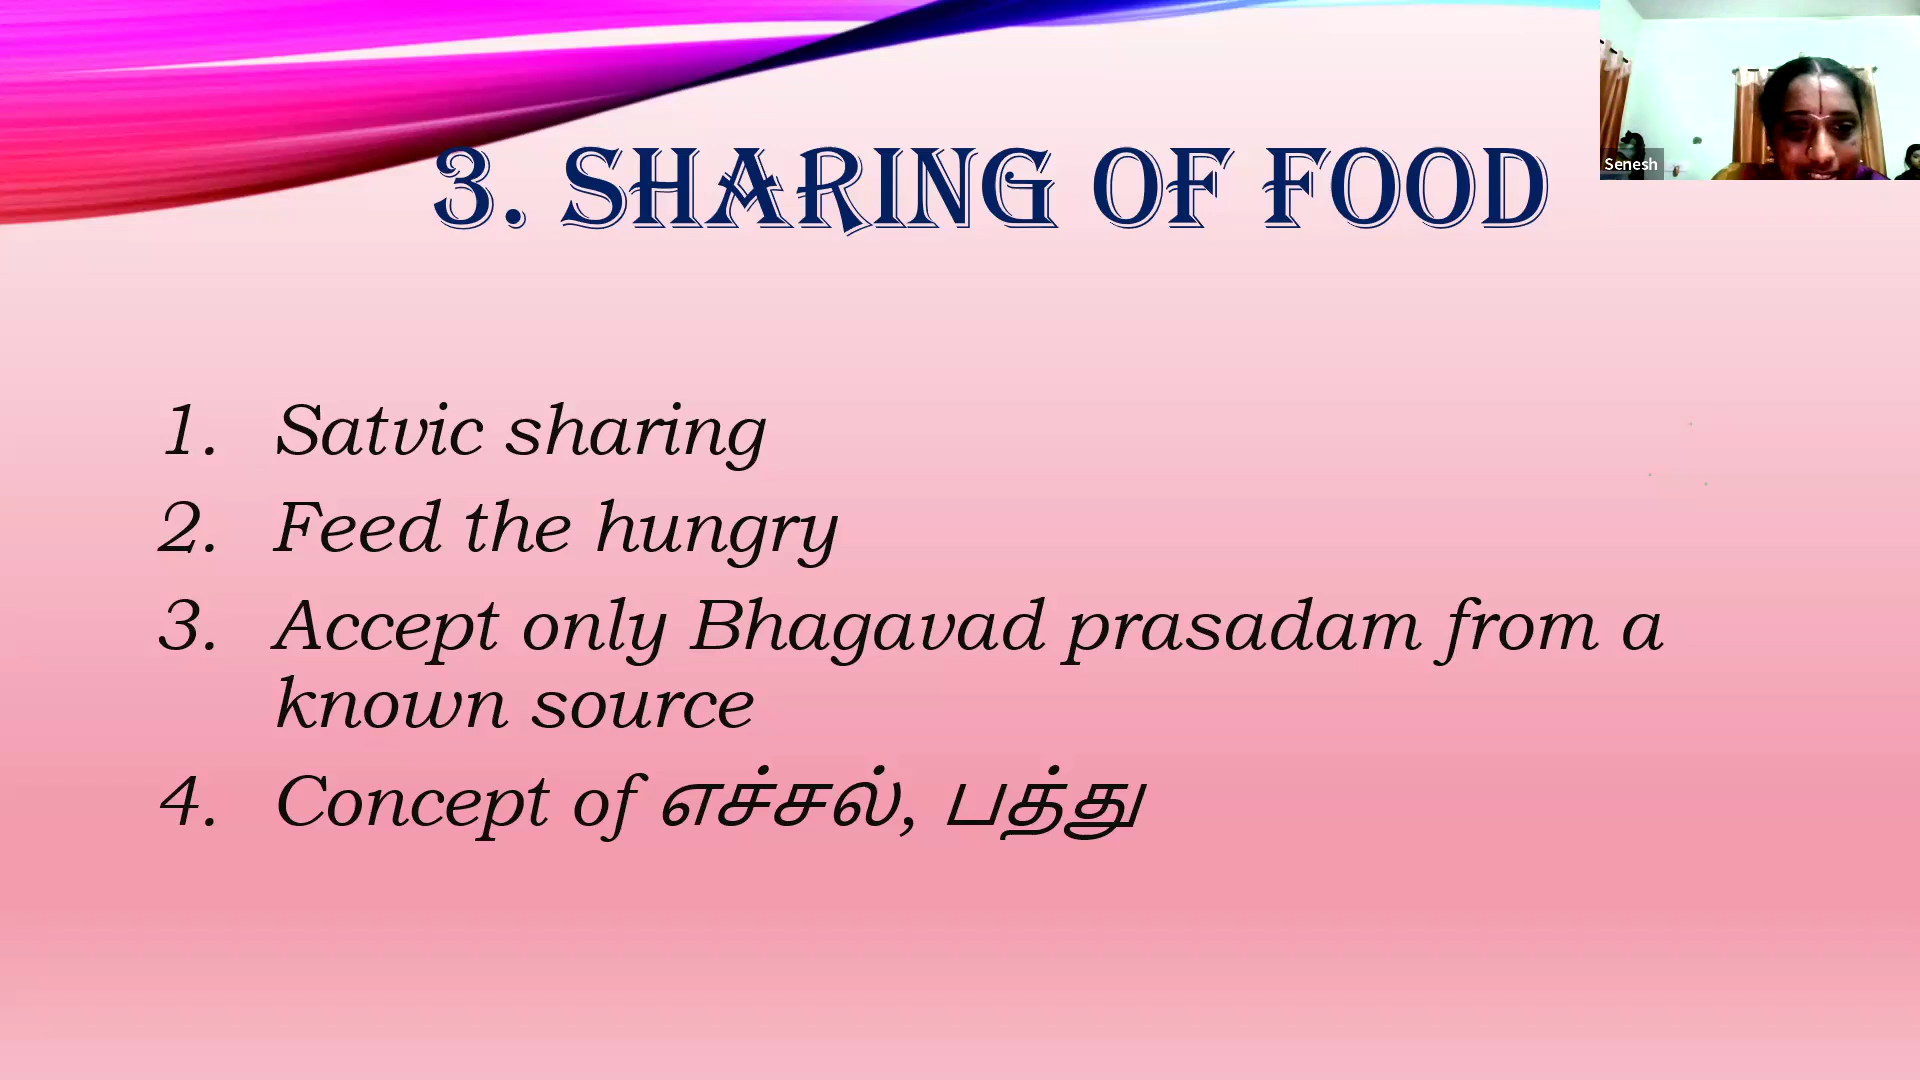 Senesh
3. SHARING OF FOOD
1. Satvic sharing
2. Feed the hungry
3. Accept only Bhagavad prasadam from a
known source
4. Concept of எச்சல், பத்து